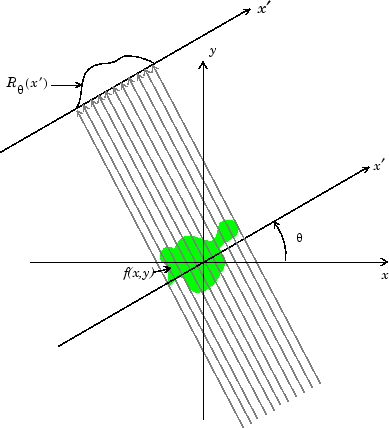 x′
y
R_θ(x′)
x′
θ
f(x,y)
x